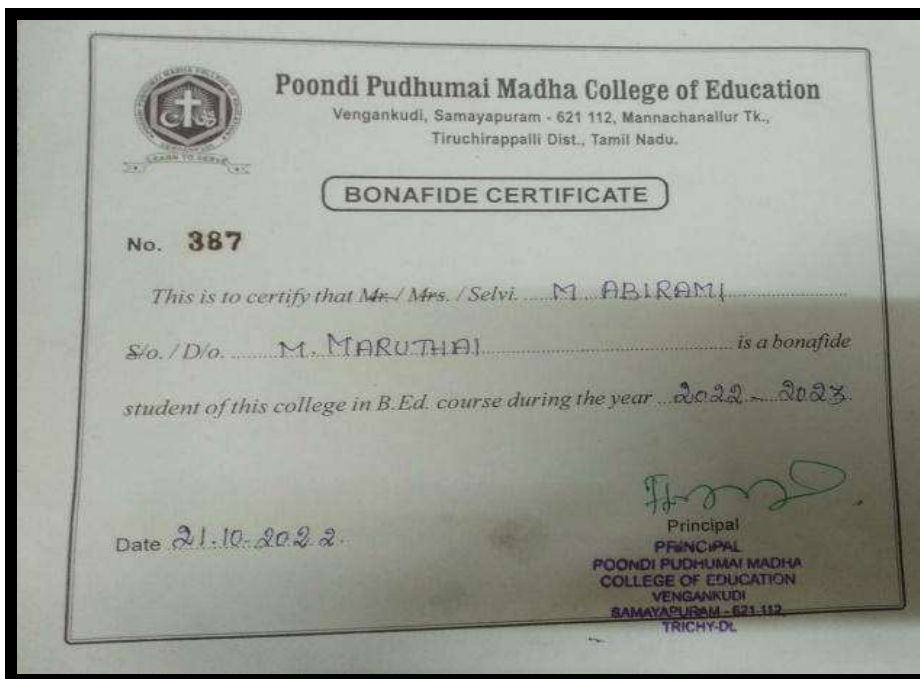 Poondi Pudhumai Madha College of Education
Vengankudi, Samayapuram - 621 112, Mannachanallur Tk.,
Tiruchirappalli Dist., Tamil Nadu.
LEARN TO SERVE
BONAFIDE CERTIFICATE
No. 387
This is to certify that Mr. / Mrs. / Selvi. M. ABIRAMI
S/o. / D/o. M. MARUTHAI is a bonafide
student of this college in B.Ed. course during the year 2022 - 2023.
Date 21.10.2022.
Principal
PRINCIPAL
POONDI PUDHUMAI MADHA
COLLEGE OF EDUCATION
VENGANKUDI
SAMAYAPURAM - 621 112
TRICHY-Dt.